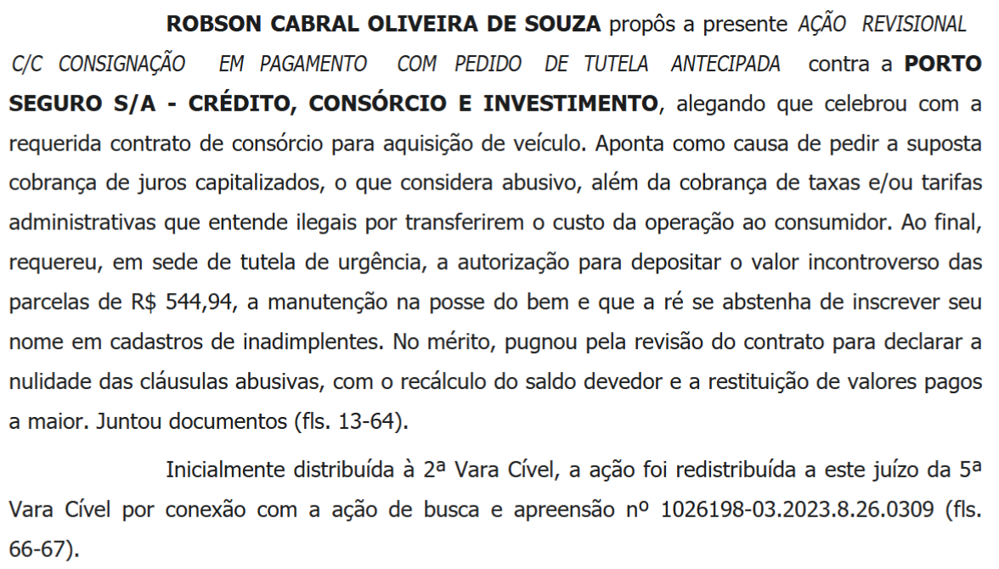 ROBSON CABRAL OLIVEIRA DE SOUZA propôs a presente AÇÃO REVISIONAL
C/C CONSIGNAÇÃO EM PAGAMENTO COM PEDIDO DE TUTELA ANTECIPADA contra a PORTO
SEGURO S/A - CRÉDITO, CONSÓRCIO E INVESTIMENTO, alegando que celebrou com a
requerida contrato de consórcio para aquisição de veículo. Aponta como causa de pedir a suposta
cobrança de juros capitalizados, o que considera abusivo, além da cobrança de taxas e/ou tarifas
administrativas que entende ilegais por transferirem o custo da operação ao consumidor. Ao final,
requereu, em sede de tutela de urgência, a autorização para depositar o valor incontroverso das
parcelas de R$ 544,94, a manutenção na posse do bem e que a ré se abstenha de inscrever seu
nome em cadastros de inadimplentes. No mérito, pugnou pela revisão do contrato para declarar a
nulidade das cláusulas abusivas, com o recálculo do saldo devedor e a restituição de valores pagos
a maior. Juntou documentos (fls. 13-64).
Inicialmente distribuída à 2ª Vara Cível, a ação foi redistribuída a este juízo da 5ª
Vara Cível por conexão com a ação de busca e apreensão nº 1026198-03.2023.8.26.0309 (fls.
66-67).